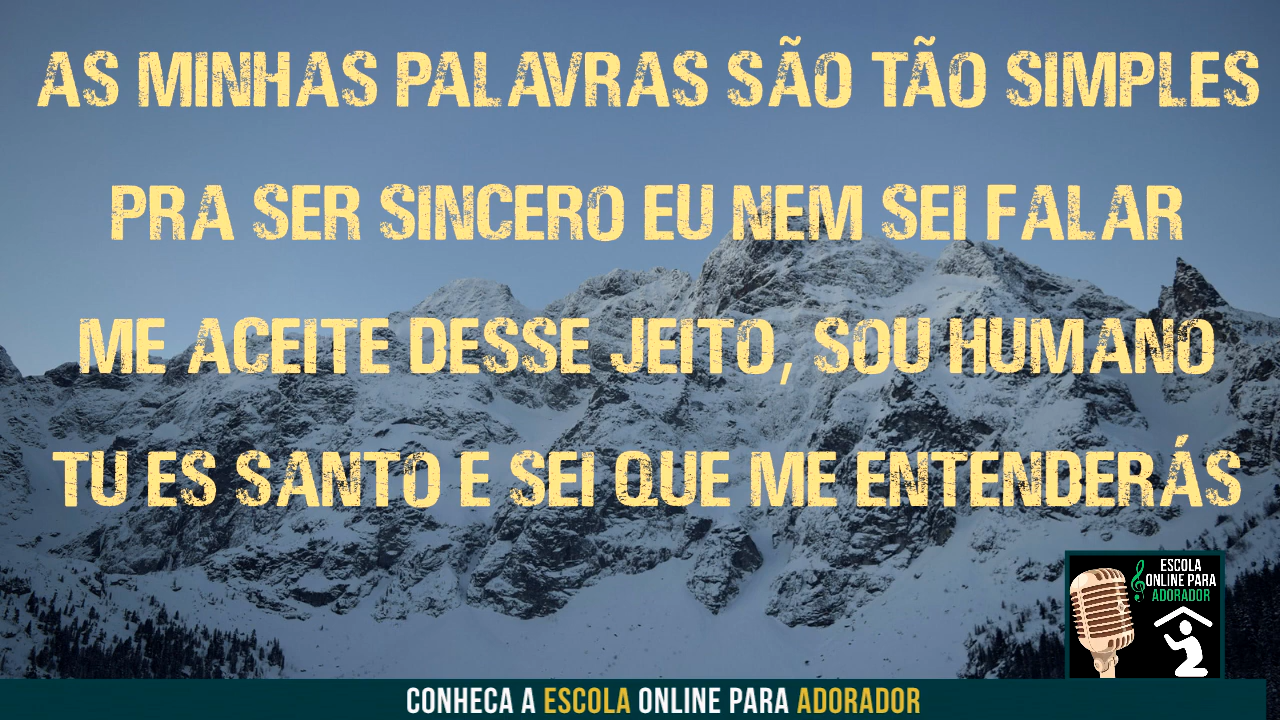 AS MINHAS PALAVRAS SÃO TÃO SIMPLES
PRA SER SINCERO EU NEM SEI FALAR
ME ACEITE DESSE JEITO, SOU HUMANO
TU ES SANTO E SEI QUE ME ENTENDERÁS
ESCOLA
ONLINE PARA
ADORADOR
CONHECA A ESCOLA ONLINE PARA ADORADOR